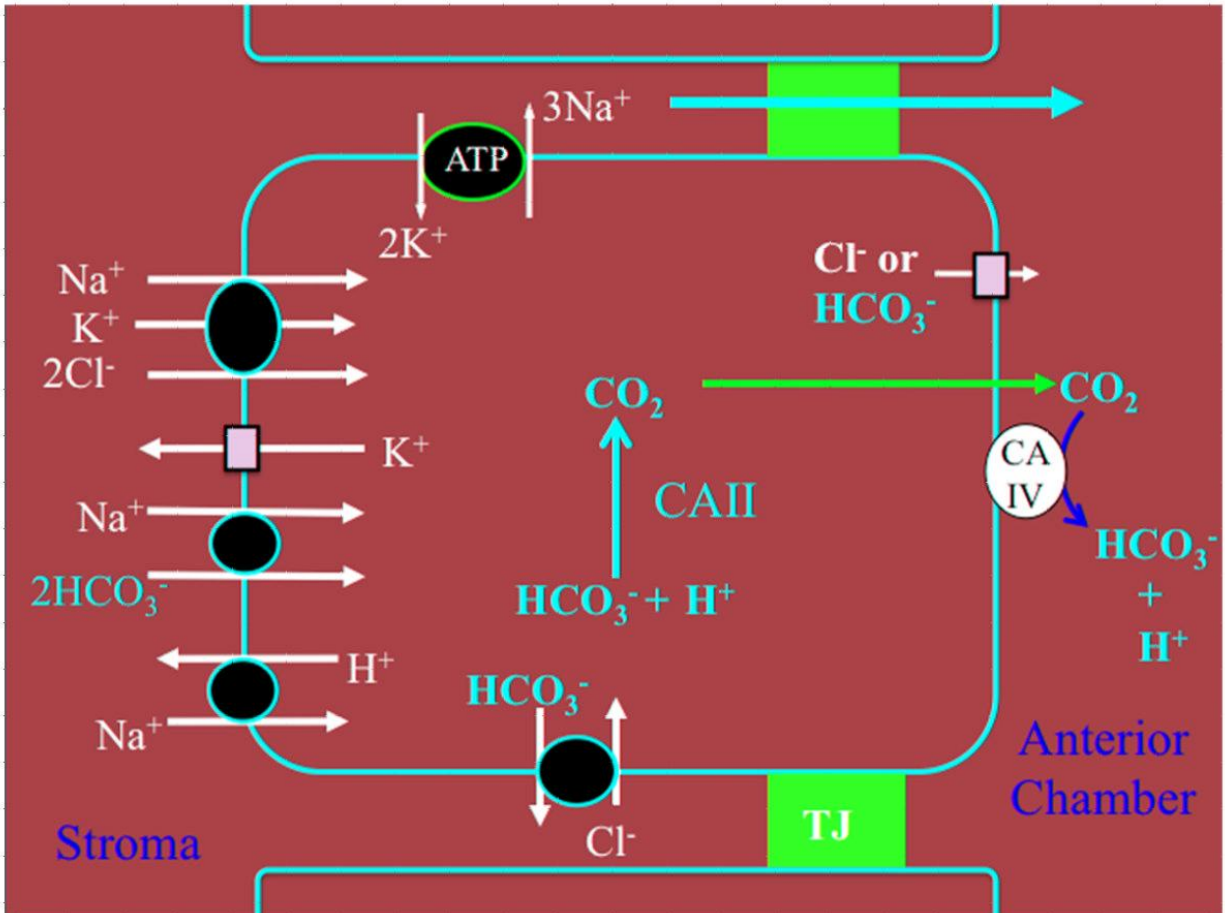 3Na⁺
ATP
2K⁺
Na⁺
K⁺
2Cl⁻
Cl⁻ or
HCO₃⁻
CO₂
CO₂
K⁺
CA
IV
Na⁺
CAII
HCO₃⁻
+
H⁺
2HCO₃⁻
HCO₃⁻ + H⁺
H⁺
HCO₃⁻
Na⁺
Anterior
Chamber
TJ
Cl⁻
Stroma